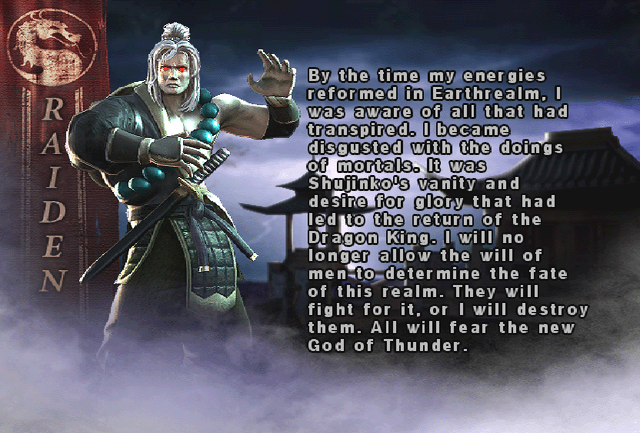 RAIDEN
By the time my energies
reformed in Earthrealm, I
was aware of all that had
transpired. I became
disgusted with the doings
of mortals. It was
Shujinko's vanity and
desire for glory that had
led to the return of the
Dragon King. I will no
longer allow the will of
men to determine the fate
of this realm. They will
fight for it, or I will destroy
them. All will fear the new
God of Thunder.